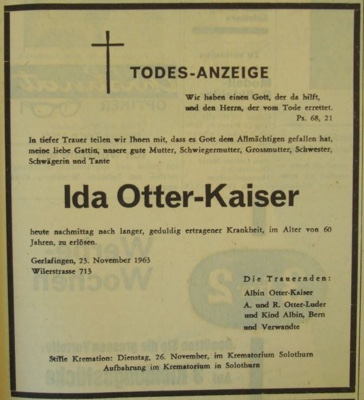 TODES-ANZEIGE
Wir haben einen Gott, der da hilft,
und den Herrn, der vom Tode errettet.
Ps. 68, 21
In tiefer Trauer teilen wir Ihnen mit, dass es Gott dem Allmächtigen gefallen hat,
meine liebe Gattin, unsere gute Mutter, Schwiegermutter, Grossmutter, Schwester,
Schwägerin und Tante
Ida Otter-Kaiser
heute nachmittag nach langer, geduldig ertragener Krankheit, im Alter von 60
Jahren, zu erlösen.
Gerlafingen, 23. November 1963
Wilerstrasse 713
Die Trauernden:
Albin Otter-Kaiser
A. und R. Otter-Luder
und Kind Albin, Bern
und Verwandte
Stille Kremation: Dienstag, 26. November, im Krematorium Solothurn
Aufbahrung im Krematorium in Solothurn